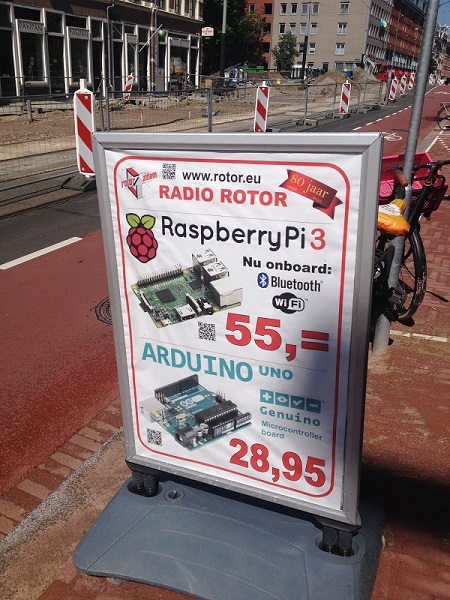 www.rotor.eu
RADIO ROTOR
80 jaar
RaspberryPi 3
Nu onboard:
Bluetooth®
WiFi
55,=
ARDUINO UNO
Genuino
Microcontroller
board
28,95